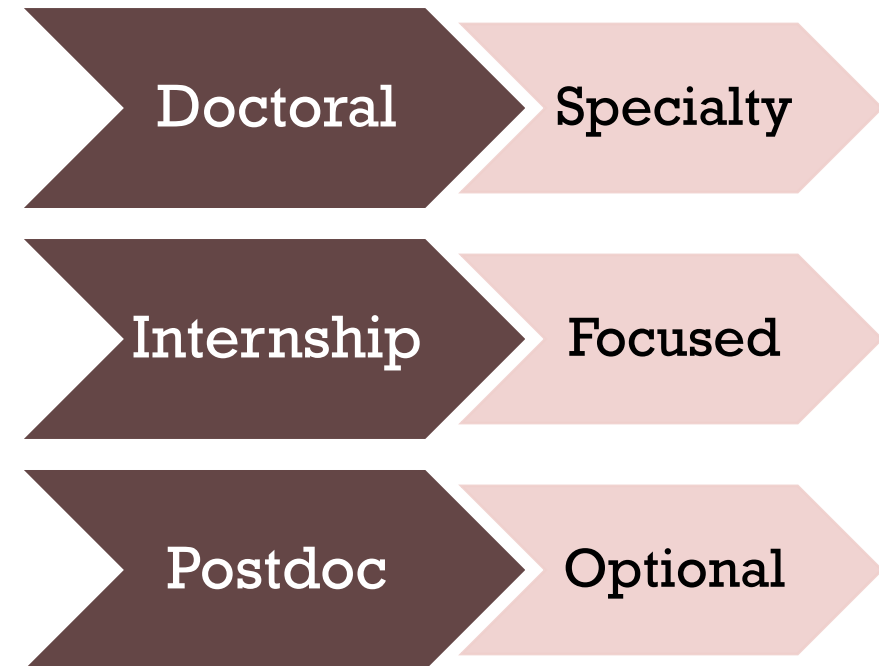 Doctoral
Specialty
Internship
Focused
Postdoc
Optional